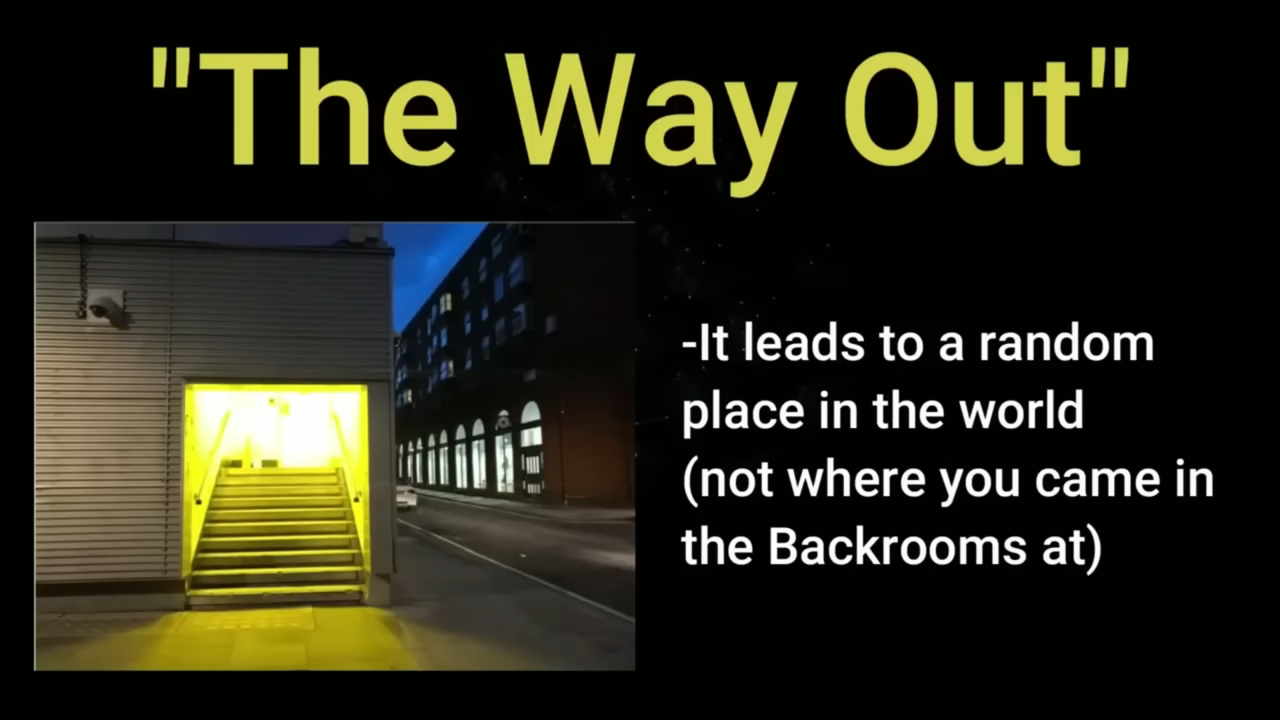 "The Way Out"
-It leads to a random
place in the world
(not where you came in
the Backrooms at)